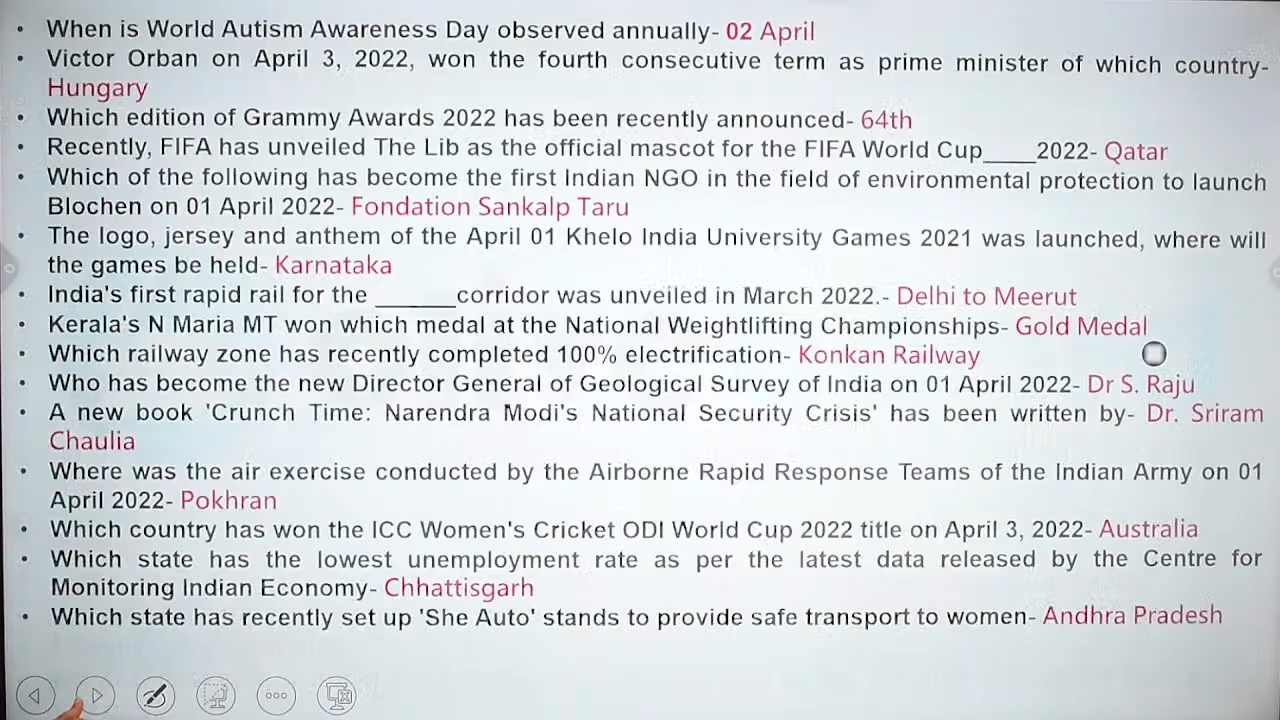 • When is World Autism Awareness Day observed annually- 02 April
• Victor Orban on April 3, 2022, won the fourth consecutive term as prime minister of which country-
Hungary
• Which edition of Grammy Awards 2022 has been recently announced- 64th
• Recently, FIFA has unveiled The Lib as the official mascot for the FIFA World Cup____2022- Qatar
• Which of the following has become the first Indian NGO in the field of environmental protection to launch
Blochen on 01 April 2022- Fondation Sankalp Taru
• The logo, jersey and anthem of the April 01 Khelo India University Games 2021 was launched, where will
the games be held- Karnataka
• India's first rapid rail for the ______corridor was unveiled in March 2022.- Delhi to Meerut
• Kerala's N Maria MT won which medal at the National Weightlifting Championships- Gold Medal
• Which railway zone has recently completed 100% electrification- Konkan Railway
• Who has become the new Director General of Geological Survey of India on 01 April 2022- Dr S. Raju
• A new book 'Crunch Time: Narendra Modi's National Security Crisis' has been written by- Dr. Sriram
Chaulia
• Where was the air exercise conducted by the Airborne Rapid Response Teams of the Indian Army on 01
April 2022- Pokhran
• Which country has won the ICC Women's Cricket ODI World Cup 2022 title on April 3, 2022- Australia
• Which state has the lowest unemployment rate as per the latest data released by the Centre for
Monitoring Indian Economy- Chhattisgarh
• Which state has recently set up 'She Auto' stands to provide safe transport to women- Andhra Pradesh